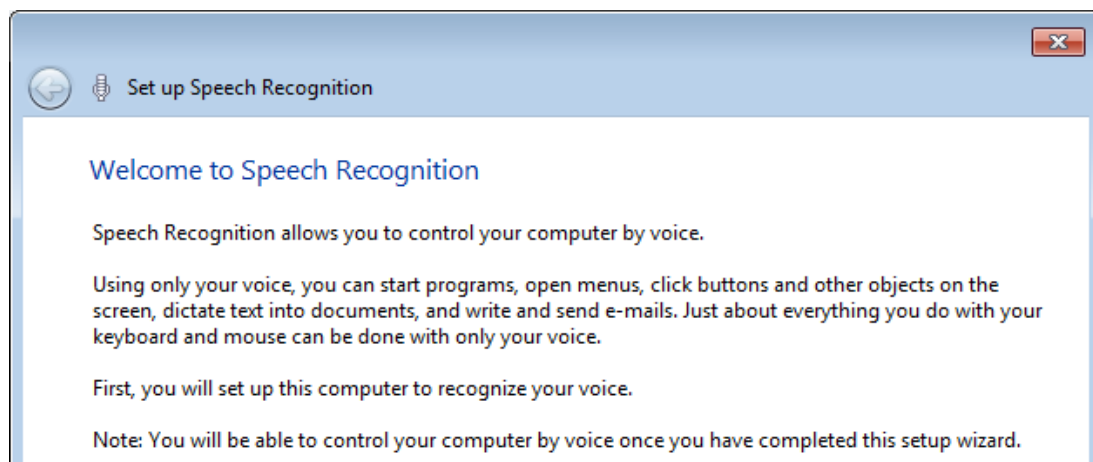 Set up Speech Recognition
Welcome to Speech Recognition
Speech Recognition allows you to control your computer by voice.
Using only your voice, you can start programs, open menus, click buttons and other objects on the
screen, dictate text into documents, and write and send e-mails. Just about everything you do with your
keyboard and mouse can be done with only your voice.
First, you will set up this computer to recognize your voice.
Note: You will be able to control your computer by voice once you have completed this setup wizard.